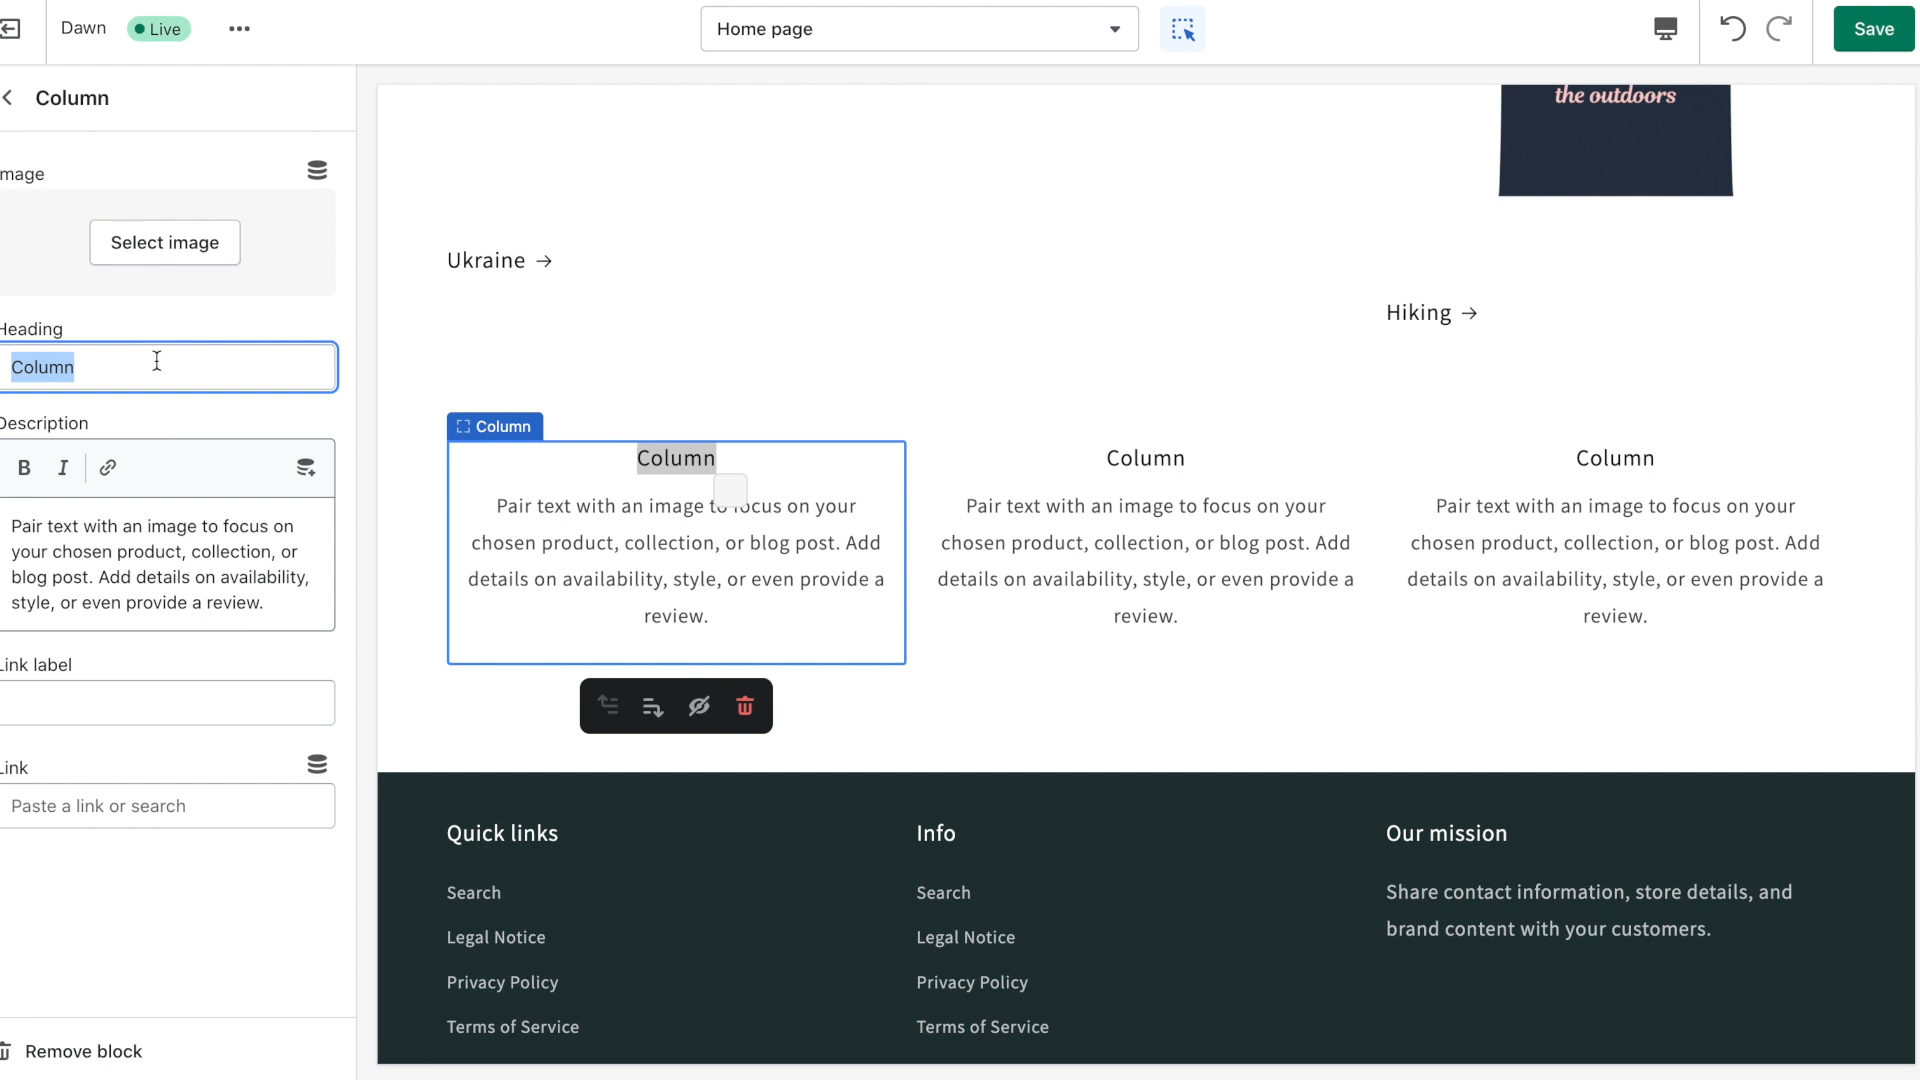 Dawn
Live
Home page
Save
Column
mage
Select image
Heading
Column
Description
B I
Pair text with an image to focus on
your chosen product, collection, or
blog post. Add details on availability,
style, or even provide a review.
Link label
Link
Paste a link or search
Remove block
the outdoors
Ukraine →
Hiking →
Column
Column
Pair text with an image to focus on your
chosen product, collection, or blog post. Add
details on availability, style, or even provide a
review.
Column
Pair text with an image to focus on your
chosen product, collection, or blog post. Add
details on availability, style, or even provide a
review.
Column
Pair text with an image to focus on your
chosen product, collection, or blog post. Add
details on availability, style, or even provide a
review.
Quick links
Search
Legal Notice
Privacy Policy
Terms of Service
Info
Search
Legal Notice
Privacy Policy
Terms of Service
Our mission
Share contact information, store details, and
brand content with your customers.